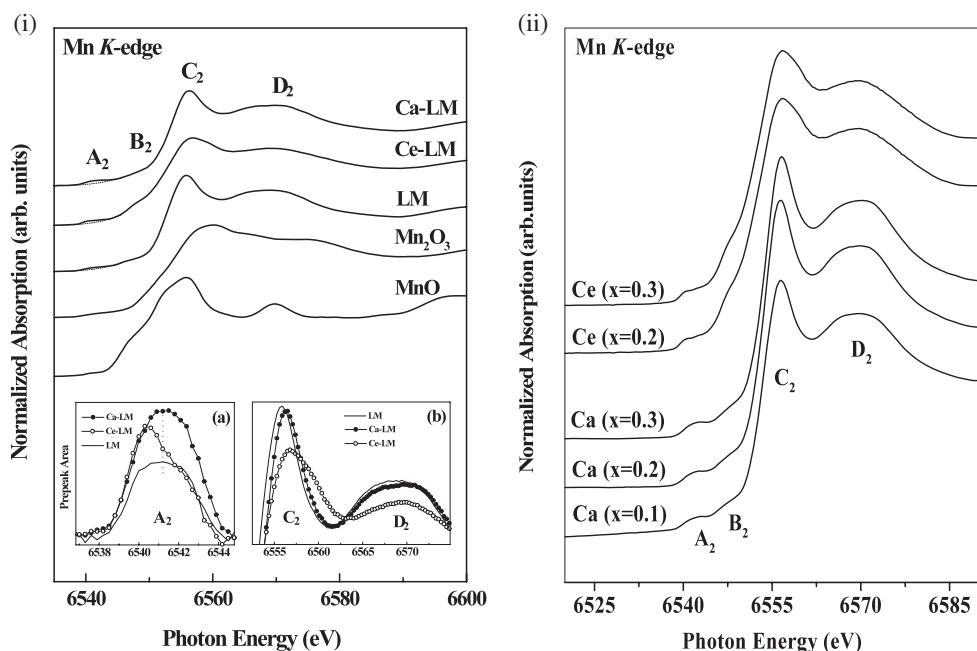 (i)
Mn K-edge
C2
D2
Ca-LM
B2
A2
Ce-LM
LM
Mn2O3
MnO
Normalized Absorption (arb. units)
Ca-LM
Ce-LM
LM
(a)
Prepeak Area
A2
6538 6540 6542 6544
(b)
LM
Ca-LM
Ce-LM
C2
D2
6555 6560 6565 6570
6540 6560 6580 6600
Photon Energy (eV)
(ii)
Mn K-edge
Normalized Absorption (arb.units)
Ce (x=0.3)
Ce (x=0.2)
C2
D2
Ca (x=0.3)
Ca (x=0.2)
Ca (x=0.1)
A2
B2
6525 6540 6555 6570 6585
Photon Energy (eV)